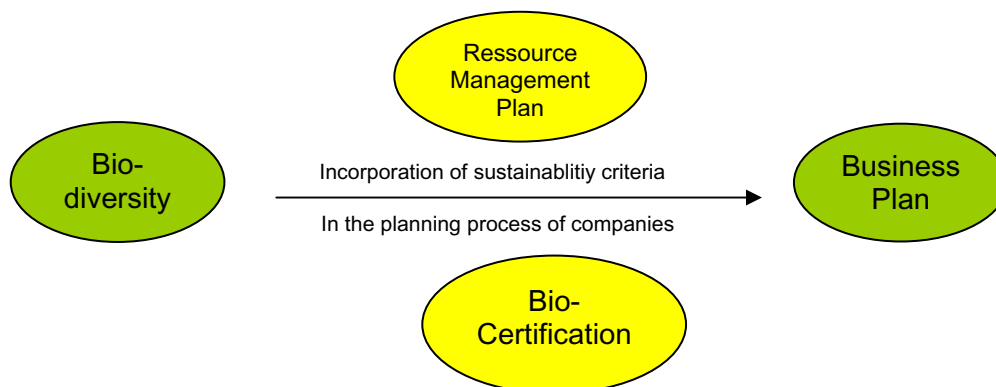 Ressource
Management
Plan
Bio-
diversity
Incorporation of sustainablitiy criteria
In the planning process of companies
Business
Plan
Bio-
Certification